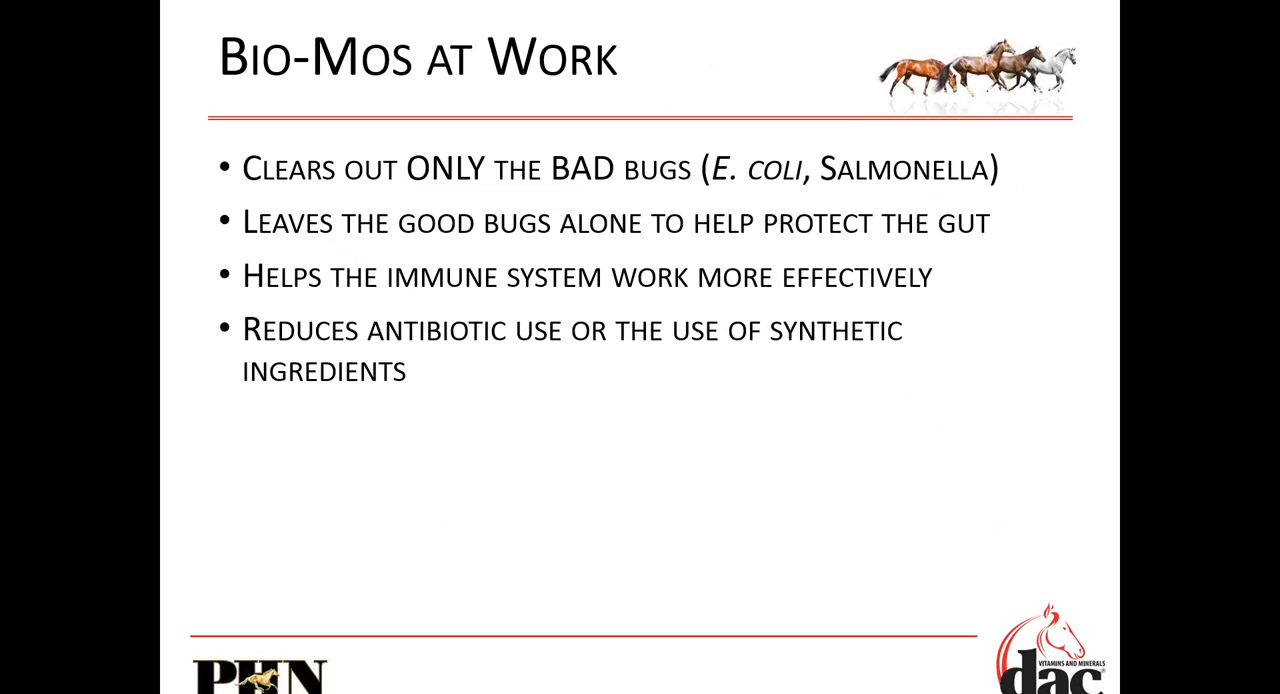 Bio-Mos at Work
• Clears out ONLY the BAD bugs (E. coli, Salmonella)
• Leaves the good bugs alone to help protect the gut
• Helps the immune system work more effectively
• Reduces antibiotic use or the use of synthetic
ingredients
PHN
VITAMINS AND MINERALS
dac